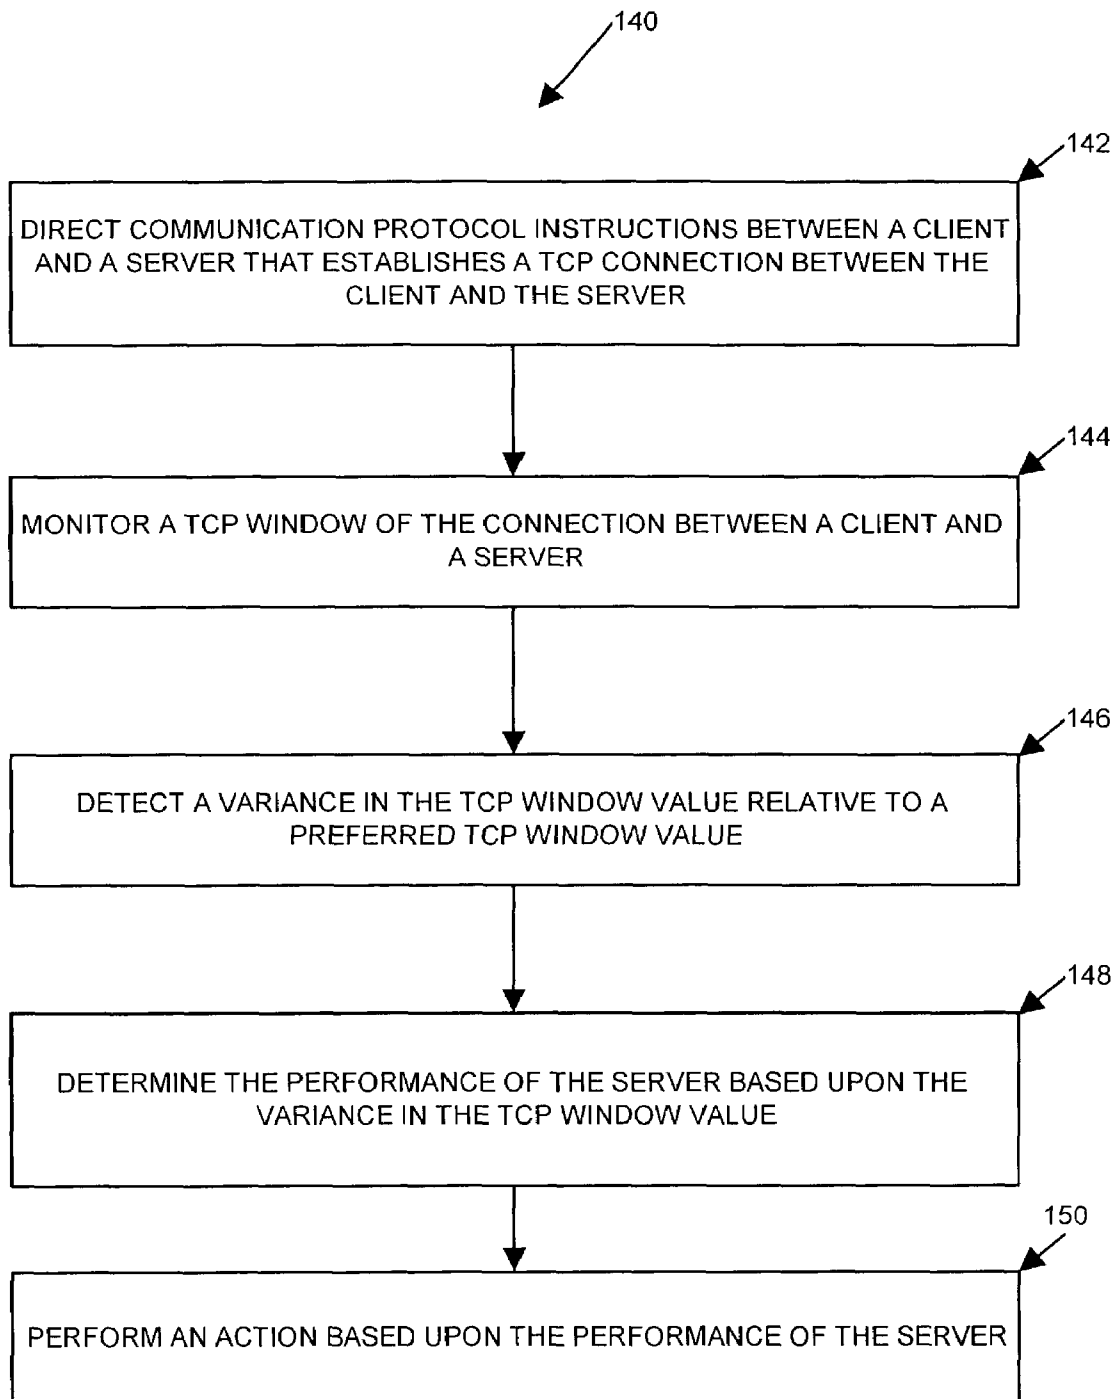 140
142
DIRECT COMMUNICATION PROTOCOL INSTRUCTIONS BETWEEN A CLIENT
AND A SERVER THAT ESTABLISHES A TCP CONNECTION BETWEEN THE
CLIENT AND THE SERVER
144
MONITOR A TCP WINDOW OF THE CONNECTION BETWEEN A CLIENT AND
A SERVER
146
DETECT A VARIANCE IN THE TCP WINDOW VALUE RELATIVE TO A
PREFERRED TCP WINDOW VALUE
148
DETERMINE THE PERFORMANCE OF THE SERVER BASED UPON THE
VARIANCE IN THE TCP WINDOW VALUE
150
PERFORM AN ACTION BASED UPON THE PERFORMANCE OF THE SERVER